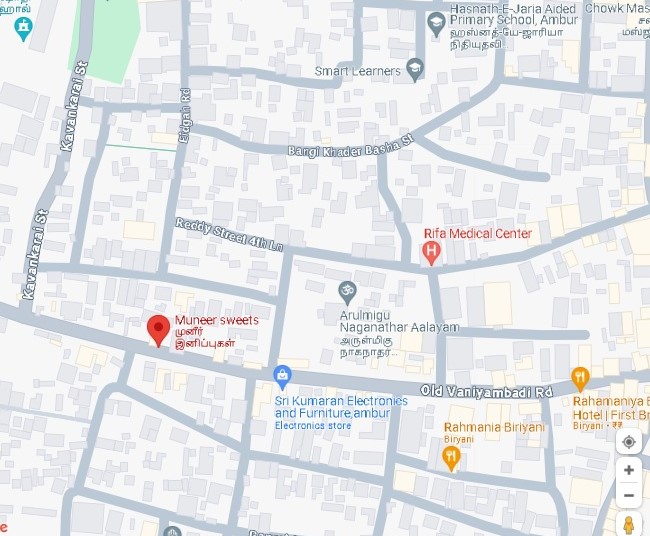 ஹால்
Hasnath-E-Jaria Aided
Primary School, Ambur
ஹஸ்னத்-யே-ஜாரியா
நிதியுதவி...
Chowk Mas
Smart Learners
Kavankarai St
Eidgah Rd
Bangi Khader Basha St
Reddy Street 4th Ln
Rifa Medical Center
Kavankarai St
Arulmigu
Naganathar Aalayam
அருள்மிகு
நாகநாதர்...
Muneer sweets
முனீர்
இனிப்புகள்
Sri Kumaran Electronics
and Furniture,ambur
Electronics store
Old Vaniyambadi Rd
Rahamaniya B
Hotel | First Br
Biryani · ₹₹
Rahmania Biriyani
Biryani